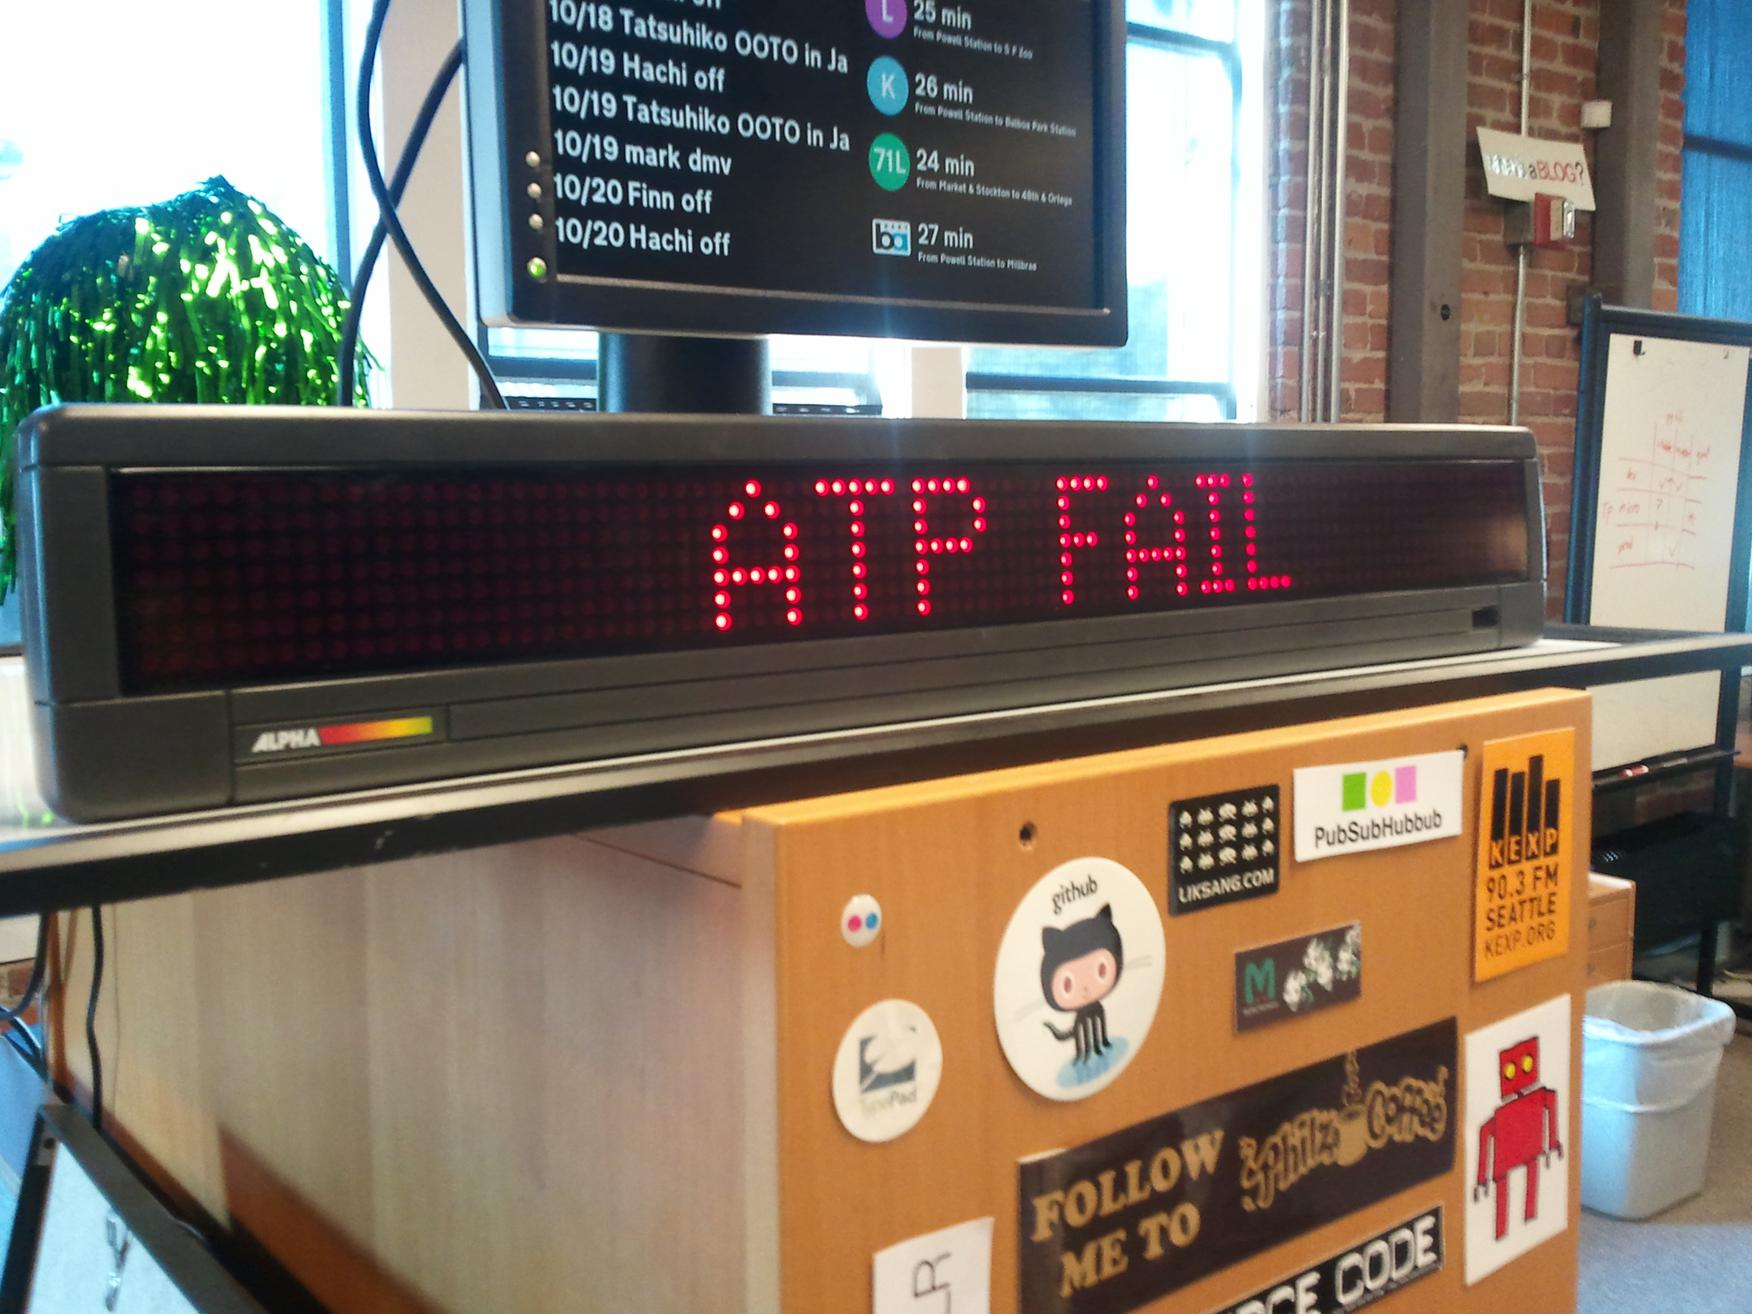 10/18 Tatsuhiko OOTO in Ja
10/19 Hachi off
10/19 Tatsuhiko OOTO in Ja
10/19 mark dmv
10/20 Finn off
10/20 Hachi off
L 25 min
From Powell Station to S F Zoo
K 26 min
From Powell Station to Balboa Park Station
71L 24 min
From Market & Stockton to 48th & Ortega
27 min
From Powell Station to Millbrae
a BLOG?
ATP FAIL
ALPHA
github
LIKSANG.COM
PubSubHubbub
KEXP
90.3 FM
SEATTLE
KEXP.ORG
M
TypePad
FOLLOW
ME TO
Philz Coffee
CODE